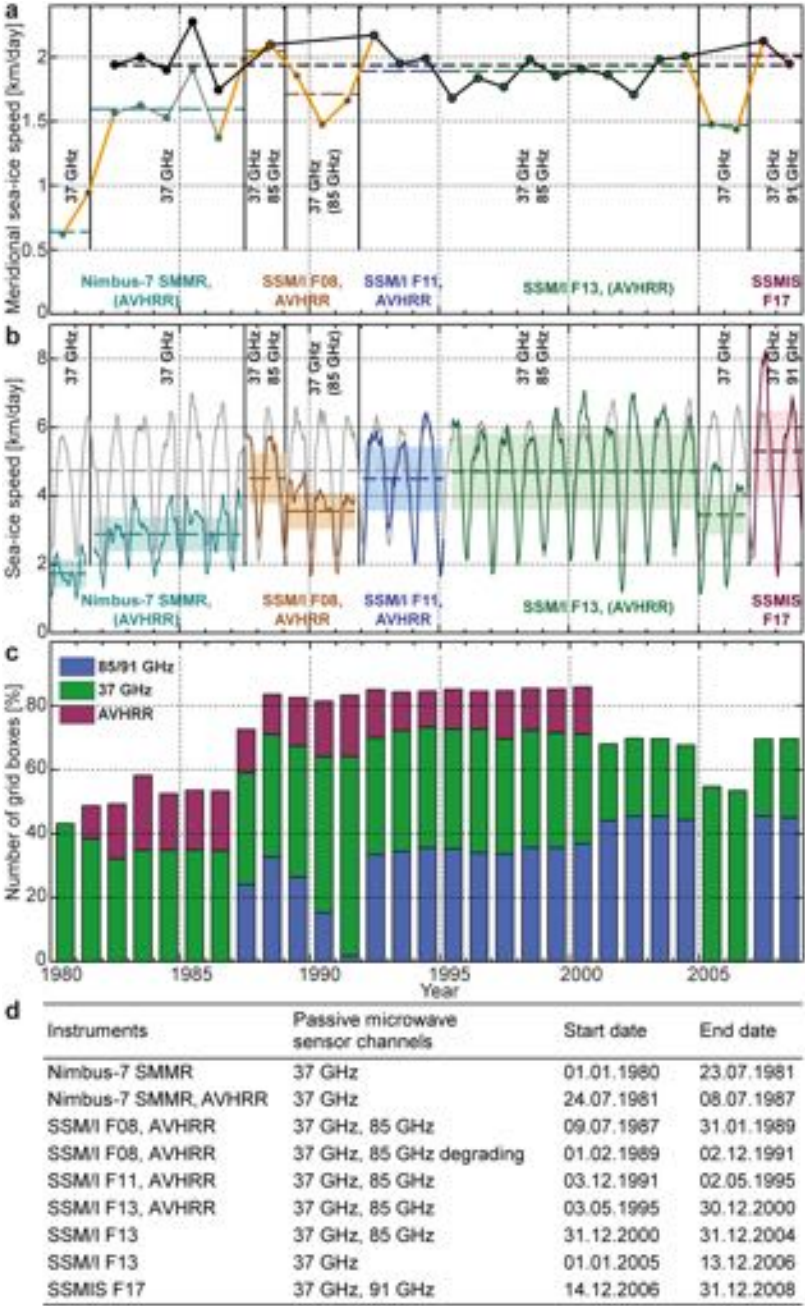 a
Meridional sea-ice speed [km/day]
2
1.5
1
0.5
0
37 GHz
37 GHz
37 GHz
85 GHz
37 GHz
(85 GHz)
37 GHz
85 GHz
37 GHz
37 GHz
91 GHz
Nimbus-7 SMMR,
(AVHRR)
SSM/I F08,
AVHRR
SSM/I F11,
AVHRR
SSM/I F13, (AVHRR)
SSMIS
F17
b
Sea-ice speed [km/day]
8
6
4
2
0
37 GHz
37 GHz
37 GHz
85 GHz
37 GHz
(85 GHz)
37 GHz
85 GHz
37 GHz
37 GHz
91 GHz
Nimbus-7 SMMR,
(AVHRR)
SSM/I F08,
AVHRR
SSM/I F11,
AVHRR
SSM/I F13, (AVHRR)
SSMIS
F17
c
Number of grid boxes [%]
85/91 GHz
37 GHz
AVHRR
80
60
40
20
0
1980 1985 1990 1995 2000 2005
Year
d
Instruments Passive microwave sensor channels Start date End date
Nimbus-7 SMMR 37 GHz 01.01.1980 23.07.1981
Nimbus-7 SMMR, AVHRR 37 GHz 24.07.1981 08.07.1987
SSM/I F08, AVHRR 37 GHz, 85 GHz 09.07.1987 31.01.1989
SSM/I F08, AVHRR 37 GHz, 85 GHz degrading 01.02.1989 02.12.1991
SSM/I F11, AVHRR 37 GHz, 85 GHz 03.12.1991 02.05.1995
SSM/I F13, AVHRR 37 GHz, 85 GHz 03.05.1995 30.12.2000
SSM/I F13 37 GHz, 85 GHz 31.12.2000 31.12.2004
SSM/I F13 37 GHz 01.01.2005 13.12.2006
SSMIS F17 37 GHz, 91 GHz 14.12.2006 31.12.2008